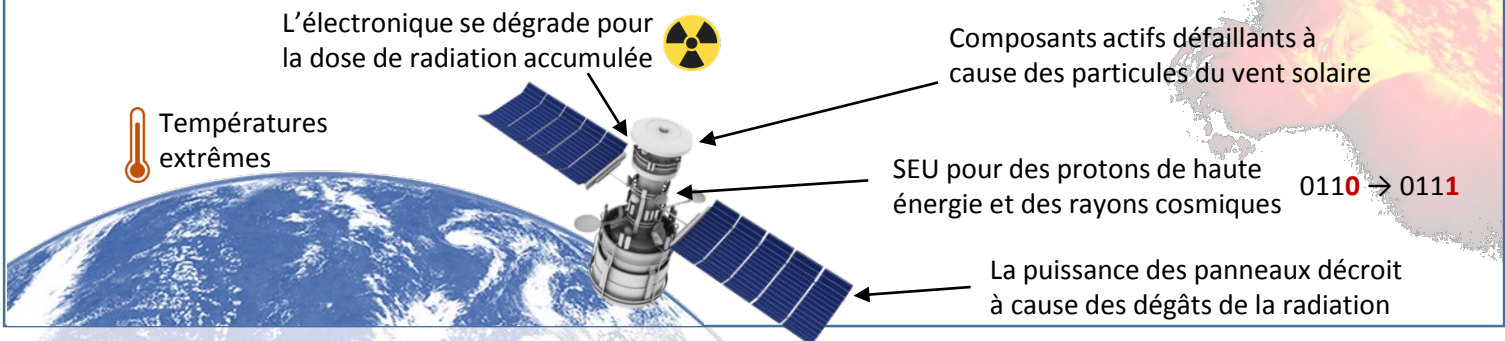 L’électronique se dégrade pour
la dose de radiation accumulée
Composants actifs défaillants à
cause des particules du vent solaire
Températures
extrêmes
SEU pour des protons de haute
énergie et des rayons cosmiques
0110 → 0111
La puissance des panneaux décroit
à cause des dégâts de la radiation